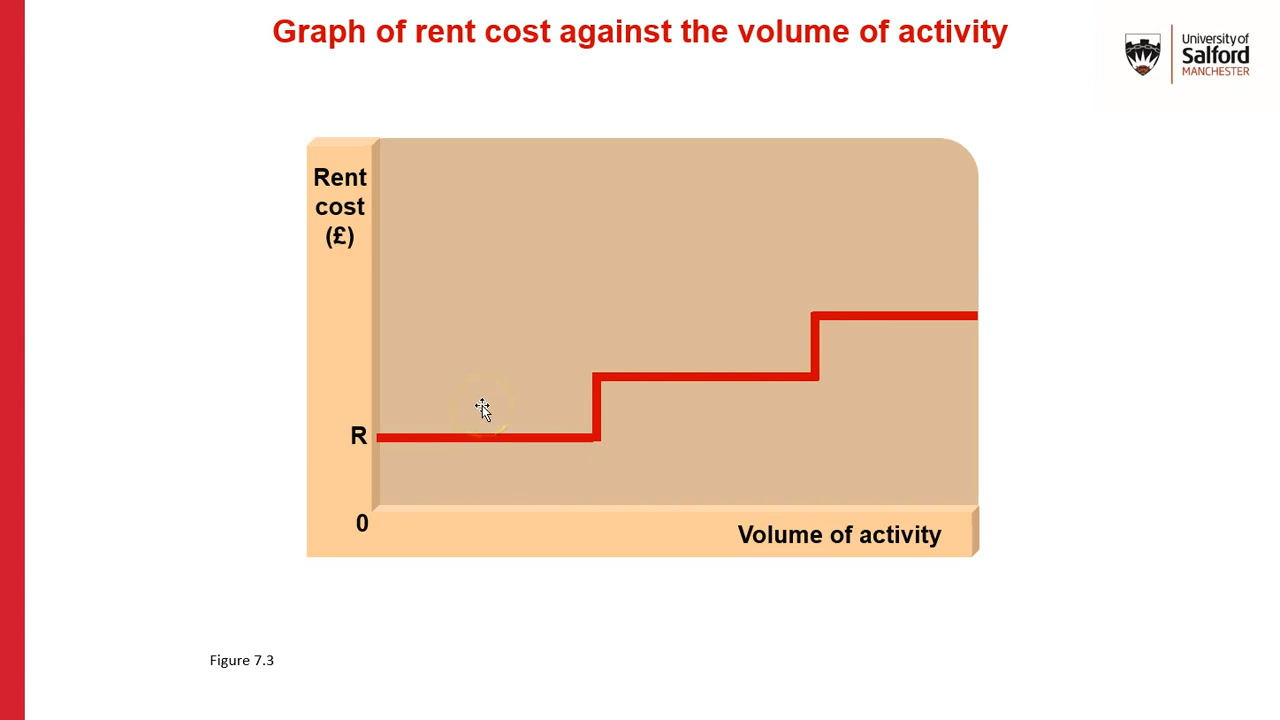 Graph of rent cost against the volume of activity
University of
Salford
MANCHESTER
Rent
cost
(£)
R
0
Volume of activity
Figure 7.3